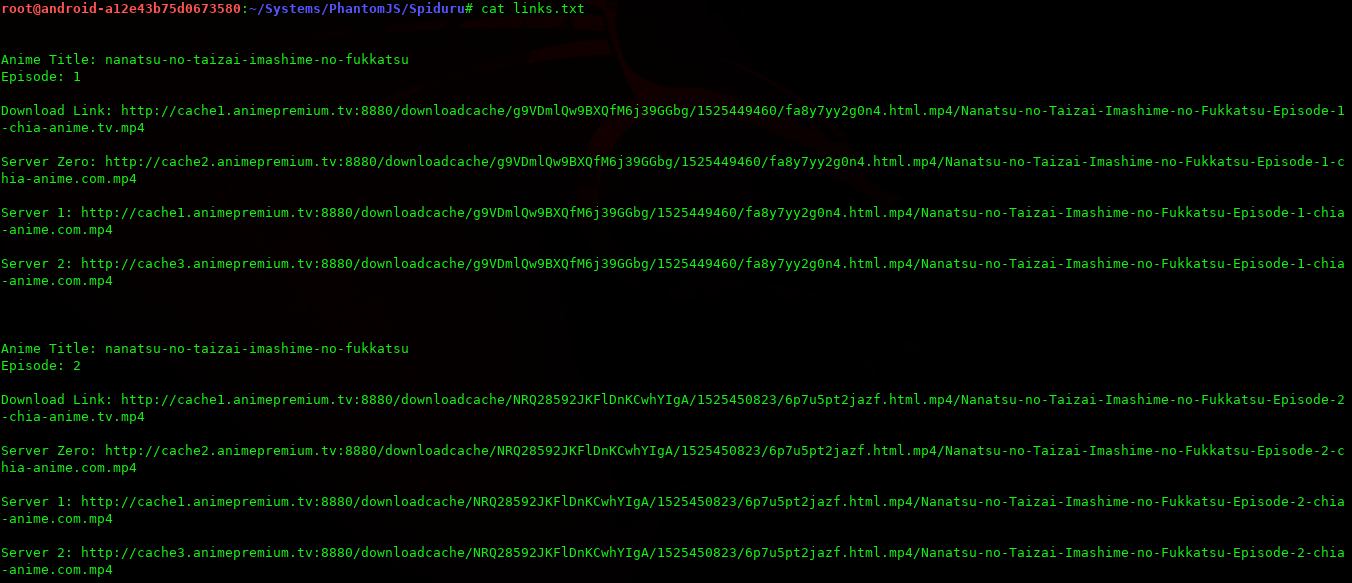 root@android-a12e43b75d0673580:~/Systems/PhantomJS/Spiduru# cat links.txt
Anime Title: nanatsu-no-taizai-imashime-no-fukkatsu
Episode: 1
Download Link: http://cache1.animepremium.tv:8880/downloadcache/g9VDmlQw9BXQfM6j39GGbg/1525449460/fa8y7yy2g0n4.html.mp4/Nanatsu-no-Taizai-Imashime-no-Fukkatsu-Episode-1
-chia-anime.tv.mp4
Server Zero: http://cache2.animepremium.tv:8880/downloadcache/g9VDmlQw9BXQfM6j39GGbg/1525449460/fa8y7yy2g0n4.html.mp4/Nanatsu-no-Taizai-Imashime-no-Fukkatsu-Episode-1-c
hia-anime.com.mp4
Server 1: http://cache1.animepremium.tv:8880/downloadcache/g9VDmlQw9BXQfM6j39GGbg/1525449460/fa8y7yy2g0n4.html.mp4/Nanatsu-no-Taizai-Imashime-no-Fukkatsu-Episode-1-chia
-anime.com.mp4
Server 2: http://cache3.animepremium.tv:8880/downloadcache/g9VDmlQw9BXQfM6j39GGbg/1525449460/fa8y7yy2g0n4.html.mp4/Nanatsu-no-Taizai-Imashime-no-Fukkatsu-Episode-1-chia
-anime.com.mp4
Anime Title: nanatsu-no-taizai-imashime-no-fukkatsu
Episode: 2
Download Link: http://cache1.animepremium.tv:8880/downloadcache/NRQ28592JKFlDnKCwhYIgA/1525450823/6p7u5pt2jazf.html.mp4/Nanatsu-no-Taizai-Imashime-no-Fukkatsu-Episode-2
-chia-anime.tv.mp4
Server Zero: http://cache2.animepremium.tv:8880/downloadcache/NRQ28592JKFlDnKCwhYIgA/1525450823/6p7u5pt2jazf.html.mp4/Nanatsu-no-Taizai-Imashime-no-Fukkatsu-Episode-2-c
hia-anime.com.mp4
Server 1: http://cache1.animepremium.tv:8880/downloadcache/NRQ28592JKFlDnKCwhYIgA/1525450823/6p7u5pt2jazf.html.mp4/Nanatsu-no-Taizai-Imashime-no-Fukkatsu-Episode-2-chia
-anime.com.mp4
Server 2: http://cache3.animepremium.tv:8880/downloadcache/NRQ28592JKFlDnKCwhYIgA/1525450823/6p7u5pt2jazf.html.mp4/Nanatsu-no-Taizai-Imashime-no-Fukkatsu-Episode-2-chia
-anime.com.mp4